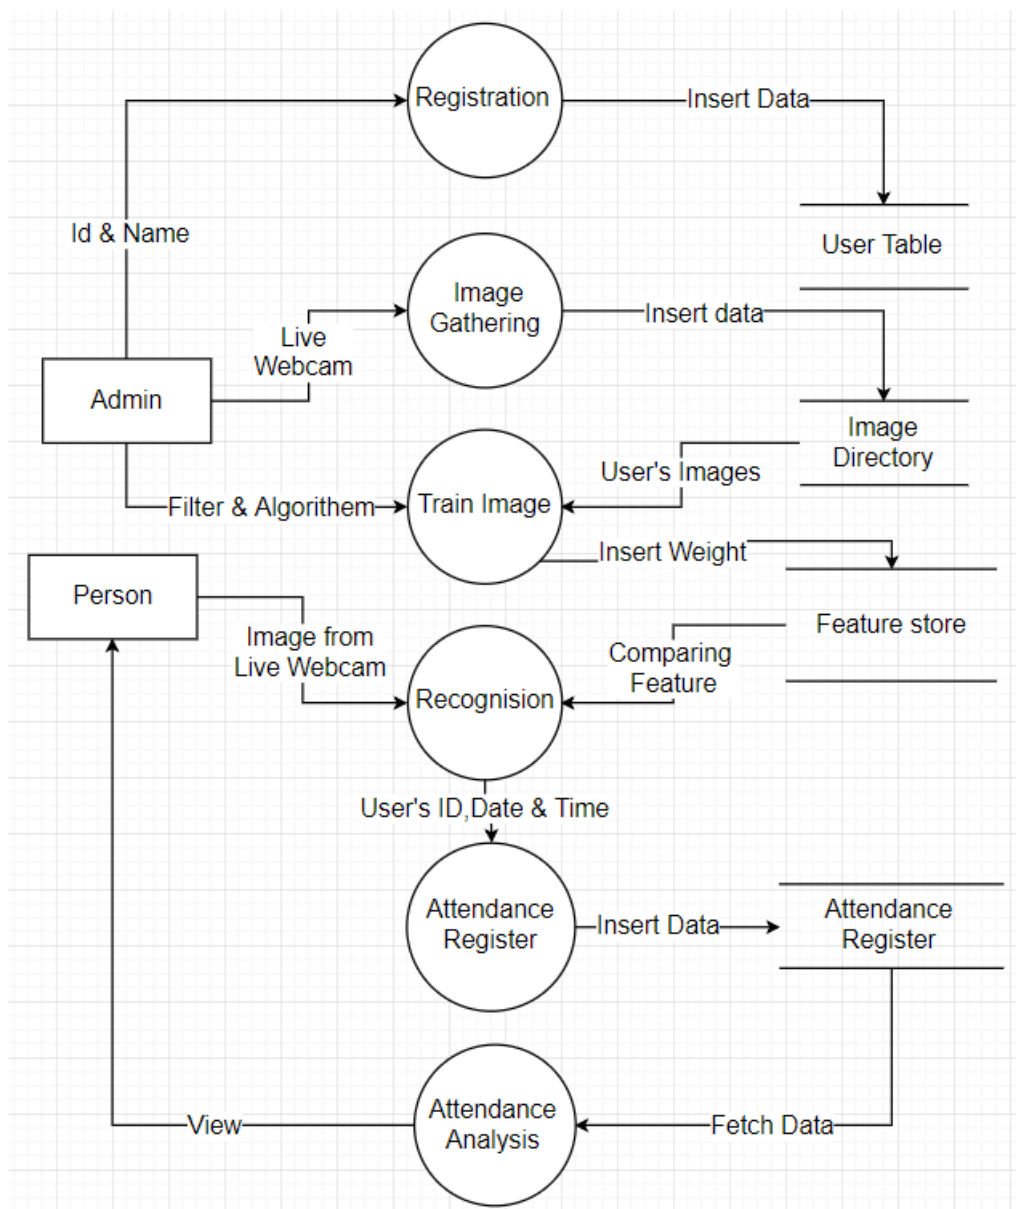 Registration
Insert Data
Id & Name
User Table
Image
Gathering
Insert data
Live
Webcam
Admin
Image
Directory
User's Images
Filter & Algorithem
Train Image
Insert Weight
Person
Feature store
Image from
Live Webcam
Comparing
Feature
Recognision
User's ID,Date & Time
Attendance
Register
Insert Data
Attendance
Register
Attendance
Analysis
View
Fetch Data